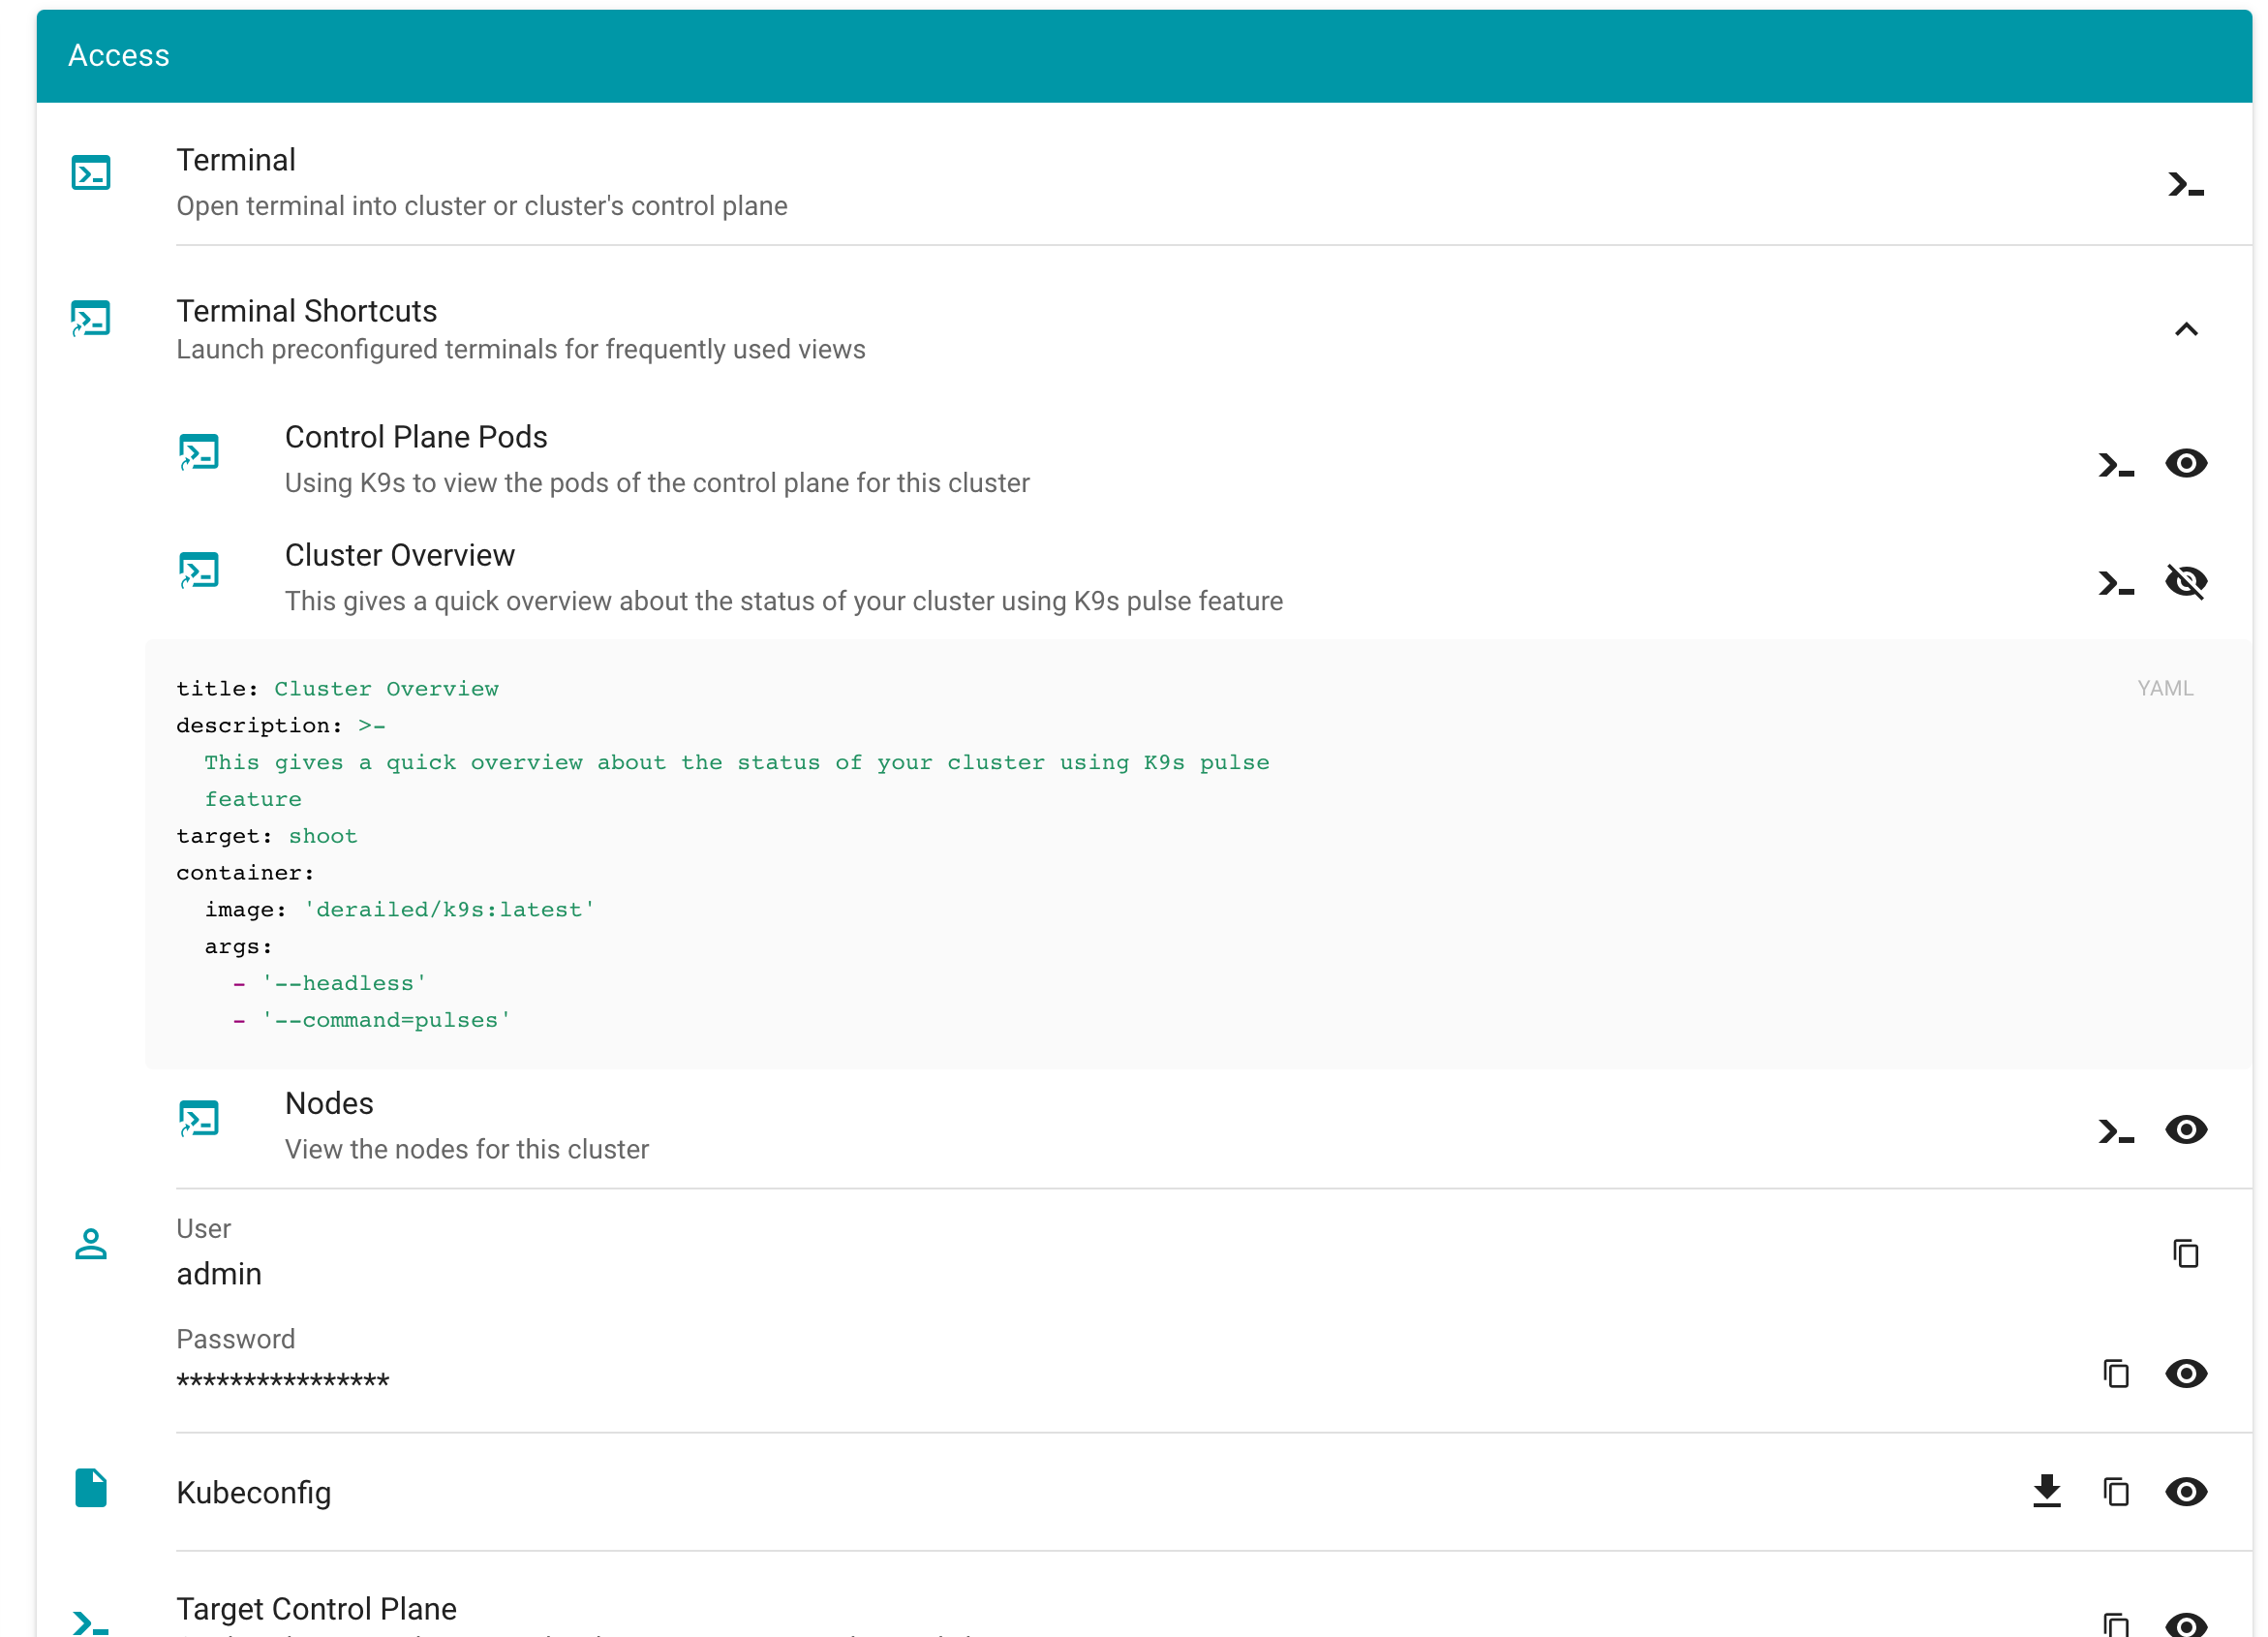 Access
Terminal
Open terminal into cluster or cluster's control plane
Terminal Shortcuts
Launch preconfigured terminals for frequently used views
Control Plane Pods
Using K9s to view the pods of the control plane for this cluster
Cluster Overview
This gives a quick overview about the status of your cluster using K9s pulse feature
YAML
title: Cluster Overview
description: >-
  This gives a quick overview about the status of your cluster using K9s pulse
  feature
target: shoot
container:
  image: 'derailed/k9s:latest'
  args:
    - '--headless'
    - '--command=pulses'
Nodes
View the nodes for this cluster
User
admin
Password
****************
Kubeconfig
Target Control Plane